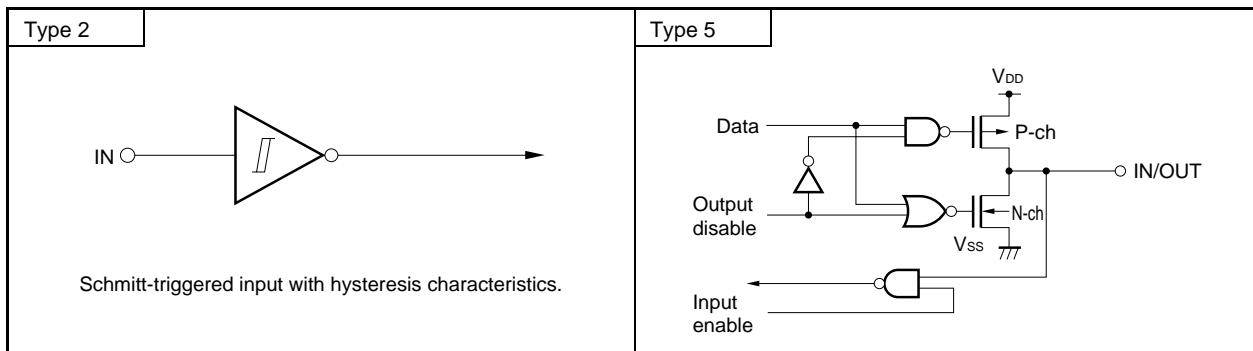 Type 2
IN
Schmitt-triggered input with hysteresis characteristics.
Type 5
VDD
Data
P-ch
IN/OUT
Output
disable
N-ch
VSS
Input
enable